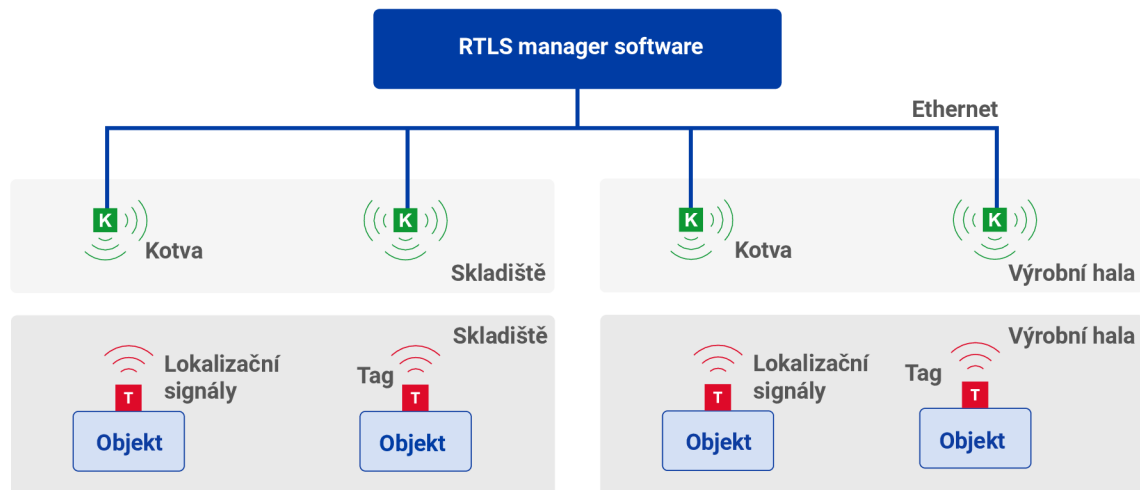 RTLS manager software
Ethernet
K
K
K
K
Kotva
Kotva
Skladiště
Výrobní hala
Skladiště
Výrobní hala
Lokalizační
signály
Tag
Lokalizační
signály
Tag
T
T
T
T
Objekt
Objekt
Objekt
Objekt